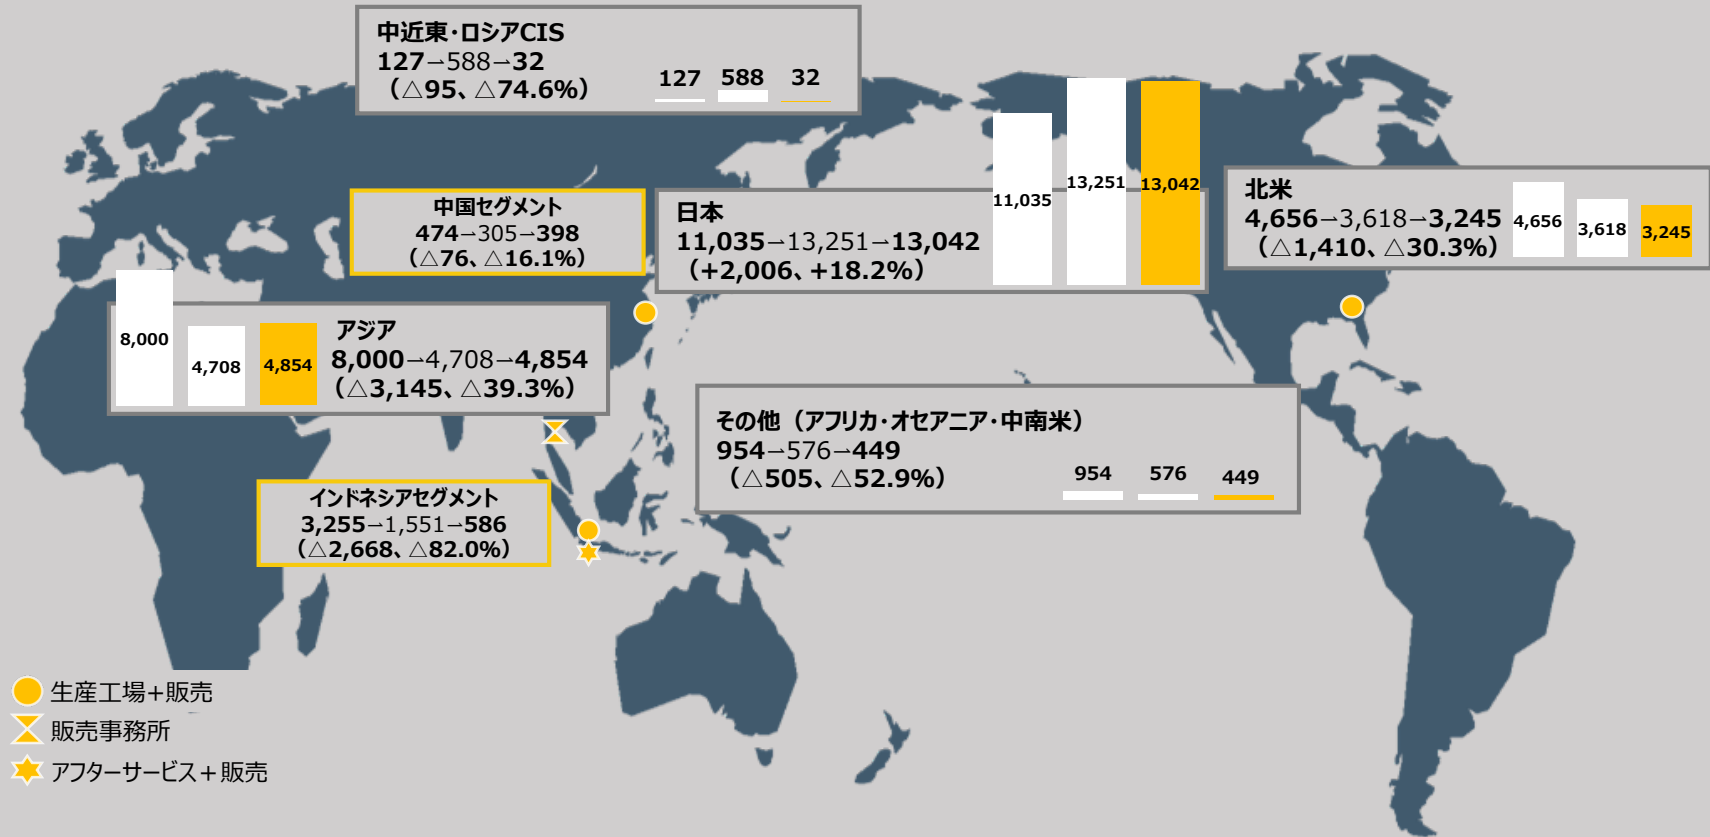 中近東・ロシアCIS
127→588→32
（△95、△74.6%）
127 588 32
中国セグメント
474→305→398
（△76、△16.1%）
日本
11,035→13,251→13,042
（+2,006、+18.2%）
11,035 13,251 13,042
北米
4,656→3,618→3,245
（△1,410、△30.3%）
4,656 3,618 3,245
アジア
8,000→4,708→4,854
（△3,145、△39.3%）
8,000 4,708 4,854
その他（アフリカ・オセアニア・中南米）
954→576→449
（△505、△52.9%）
954 576 449
インドネシアセグメント
3,255→1,551→586
（△2,668、△82.0%）
生産工場+販売
販売事務所
アフターサービス＋販売